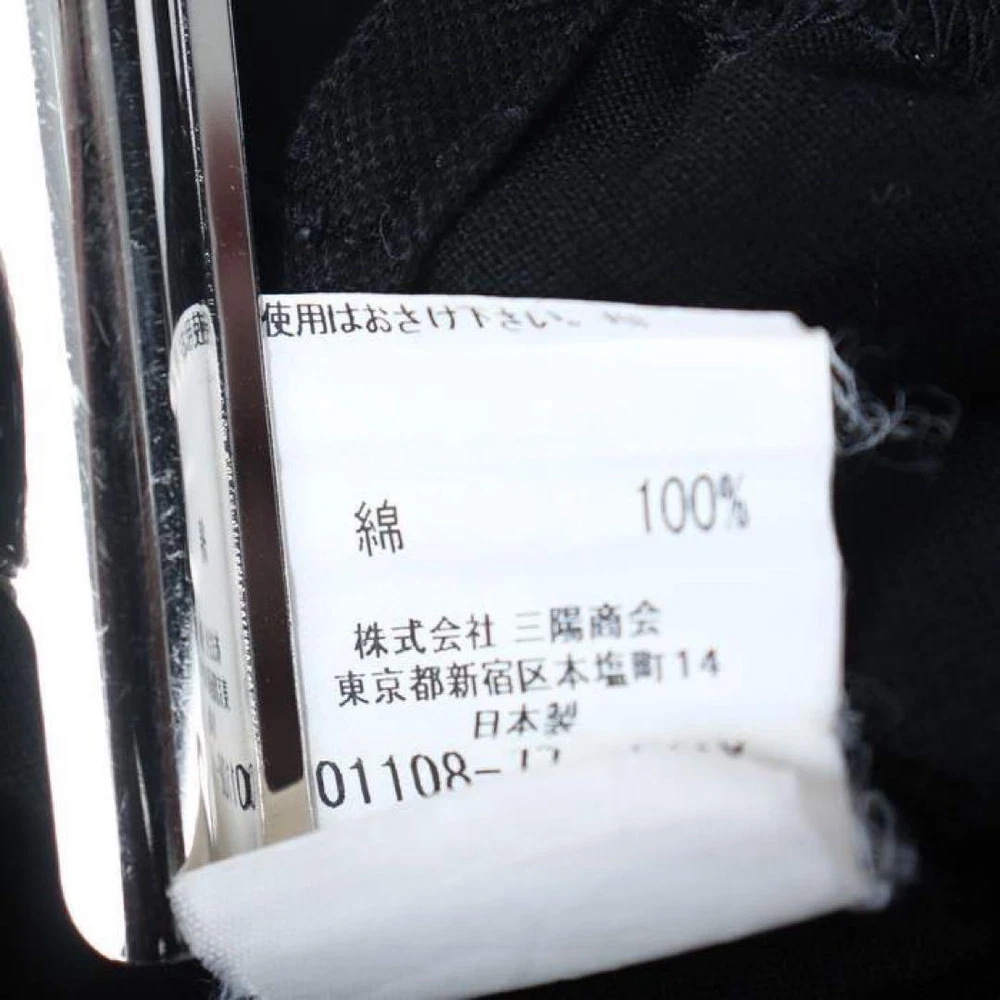 使用はおさけ下さい。
綿 100%
株式会社 三陽商会
東京都新宿区本塩町14
日本製
01108-